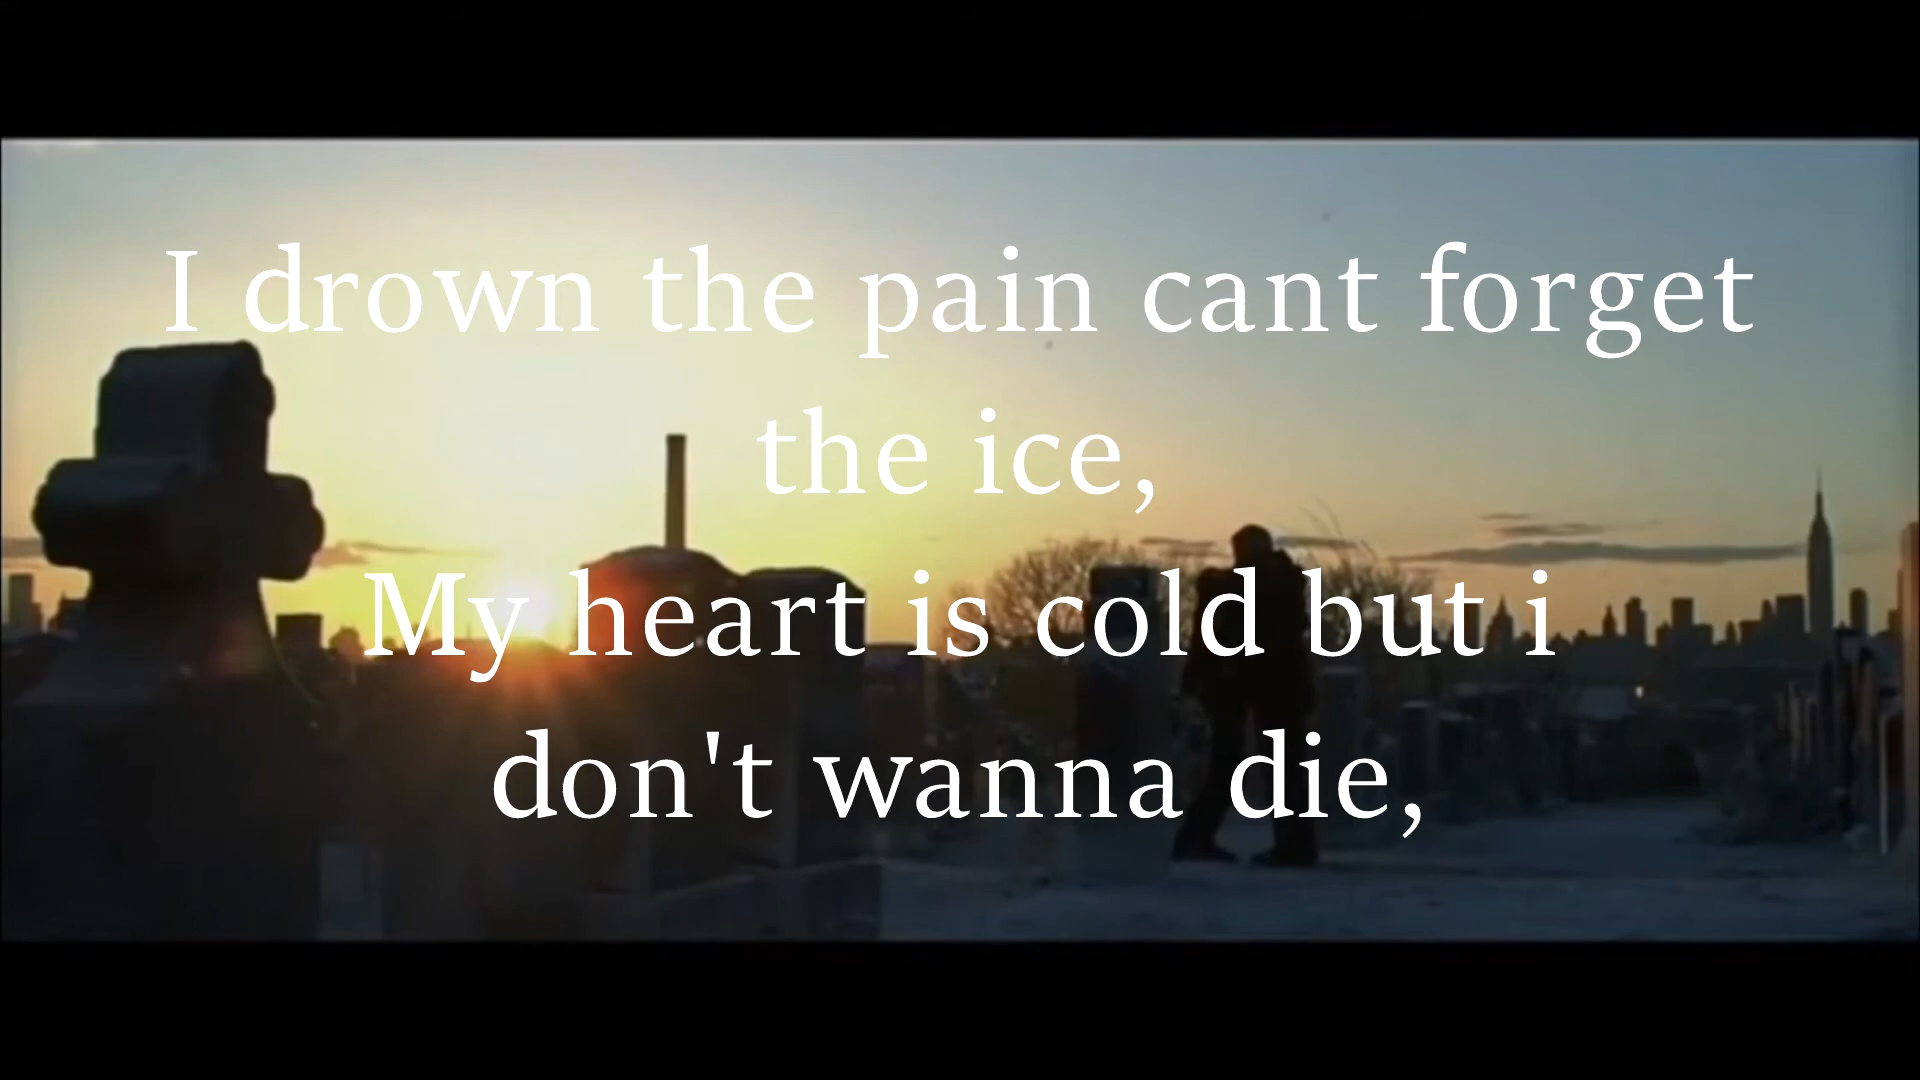 I drown the pain cant forget
the ice,
My heart is cold but i
don't wanna die,